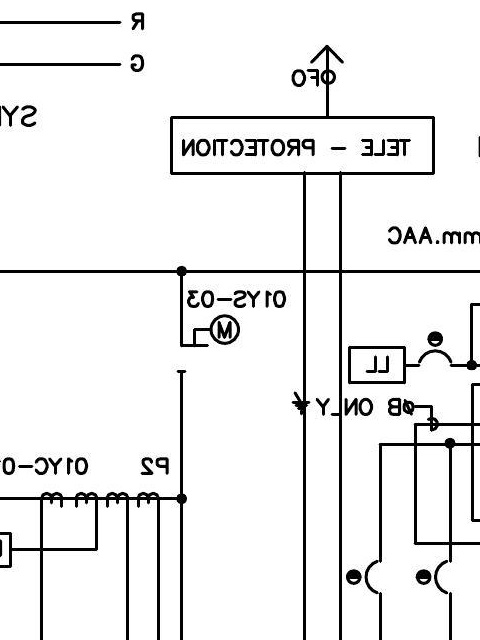 R
G
OFO
SY
TELE - PROTECTION
mm.AAC
01YS-03
M
LL
ØB ONLY
P2
01YC-0